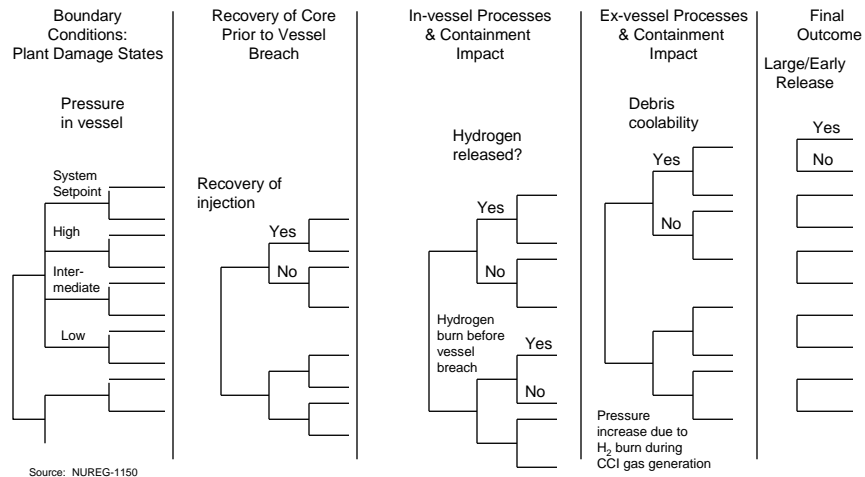 Boundary
Conditions:
Plant Damage States
Pressure
in vessel
System
Setpoint
High
Inter-
mediate
Low
Source: NUREG-1150
Recovery of Core
Prior to Vessel
Breach
Recovery of
injection
Yes
No
In-vessel Processes
& Containment
Impact
Hydrogen
released?
Yes
No
Hydrogen
burn before
vessel
breach
Yes
No
Ex-vessel Processes
& Containment
Impact
Debris
coolability
Yes
No
Pressure
increase due to
H₂ burn during
CCI gas generation
Final
Outcome
Large/Early
Release
Yes
No